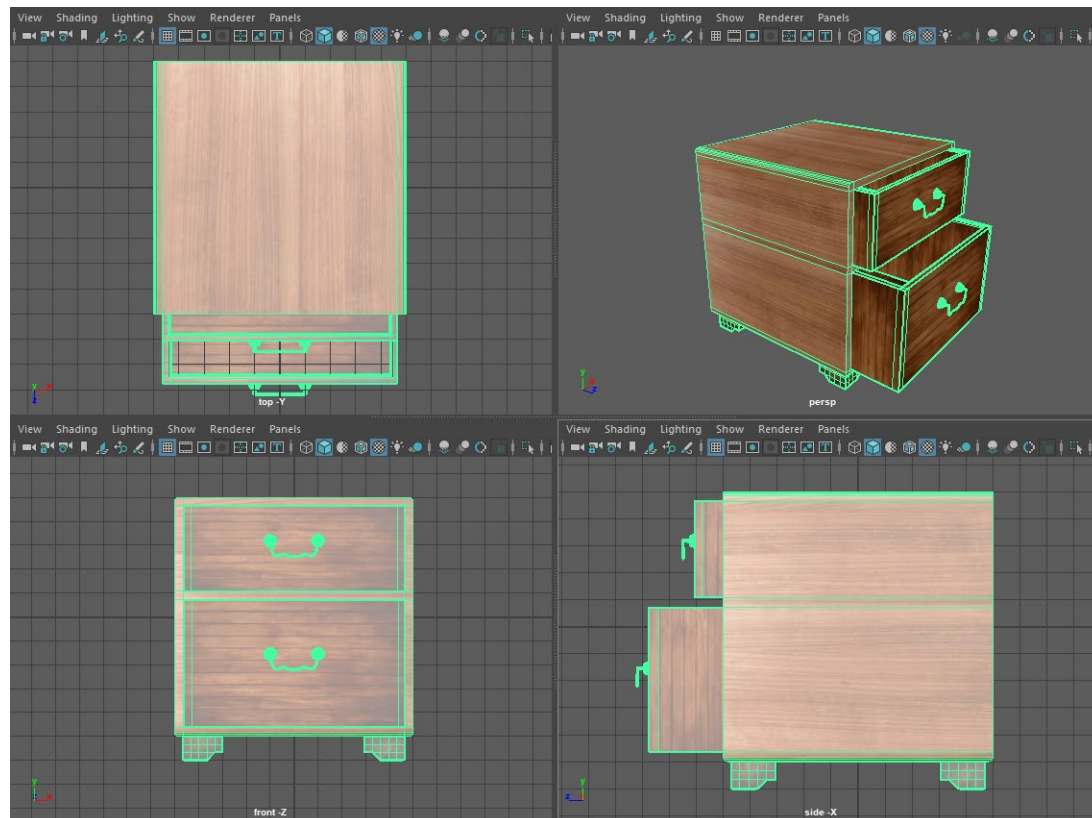 View Shading Lighting Show Renderer Panels
View Shading Lighting Show Renderer Panels
y
x
z
top -Y
y
x
z
persp
View Shading Lighting Show Renderer Panels
View Shading Lighting Show Renderer Panels
y
x
front -Z
y
z
side -X